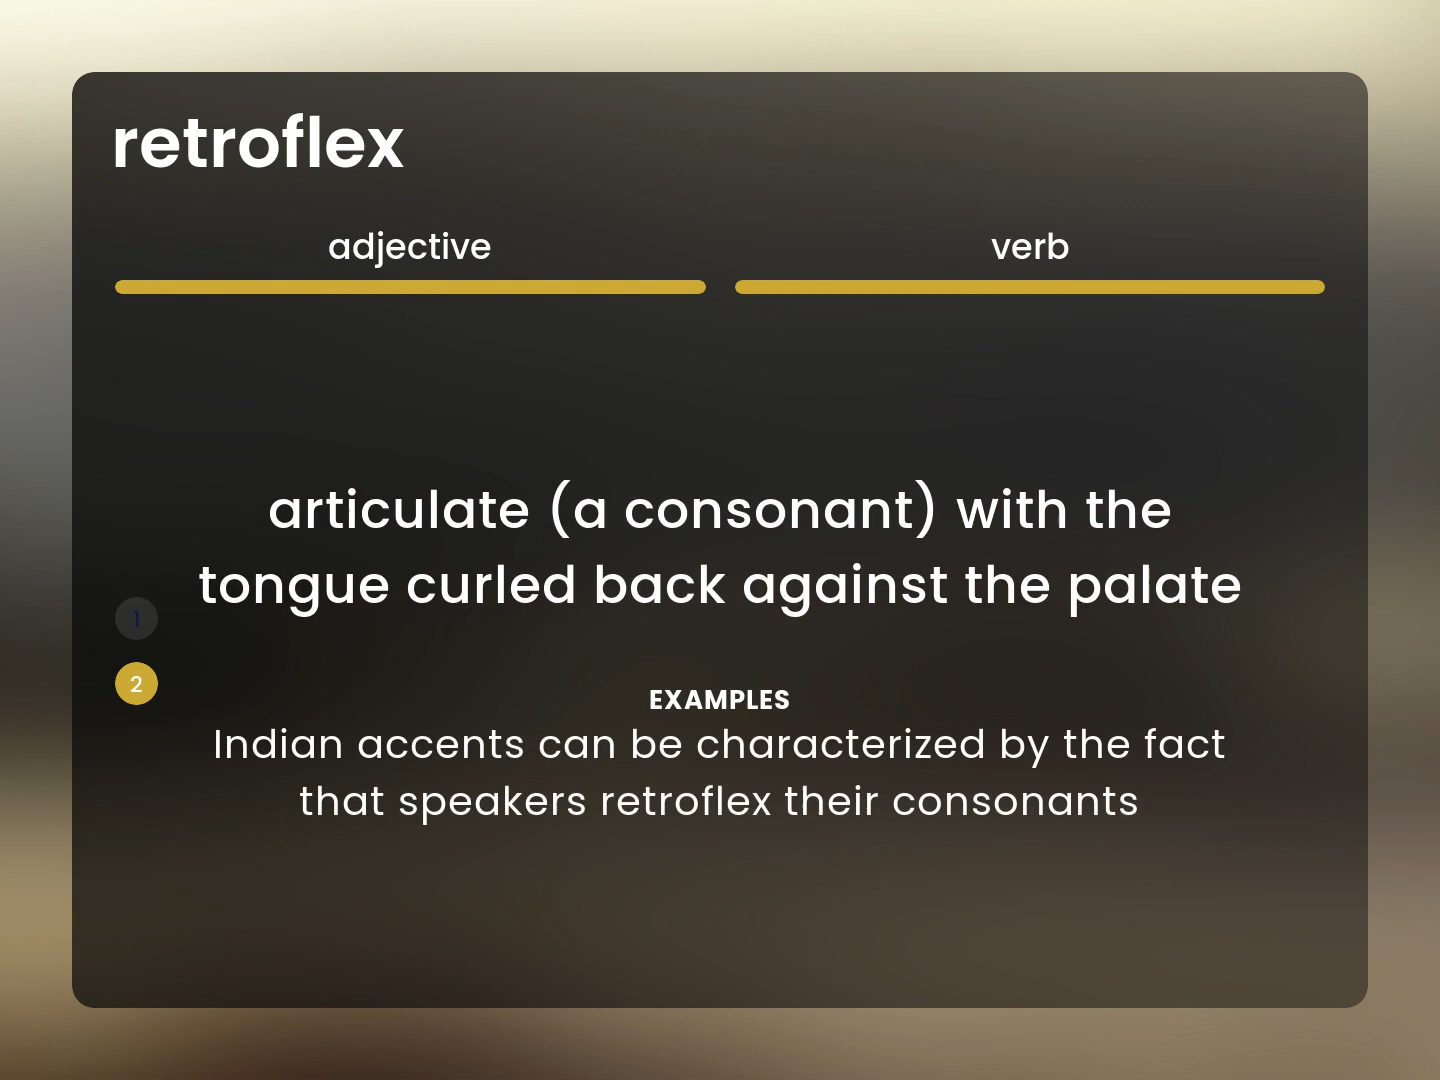 retroflex
adjective
verb
articulate (a consonant) with the
tongue curled back against the palate
1
2
EXAMPLES
Indian accents can be characterized by the fact
that speakers retroflex their consonants